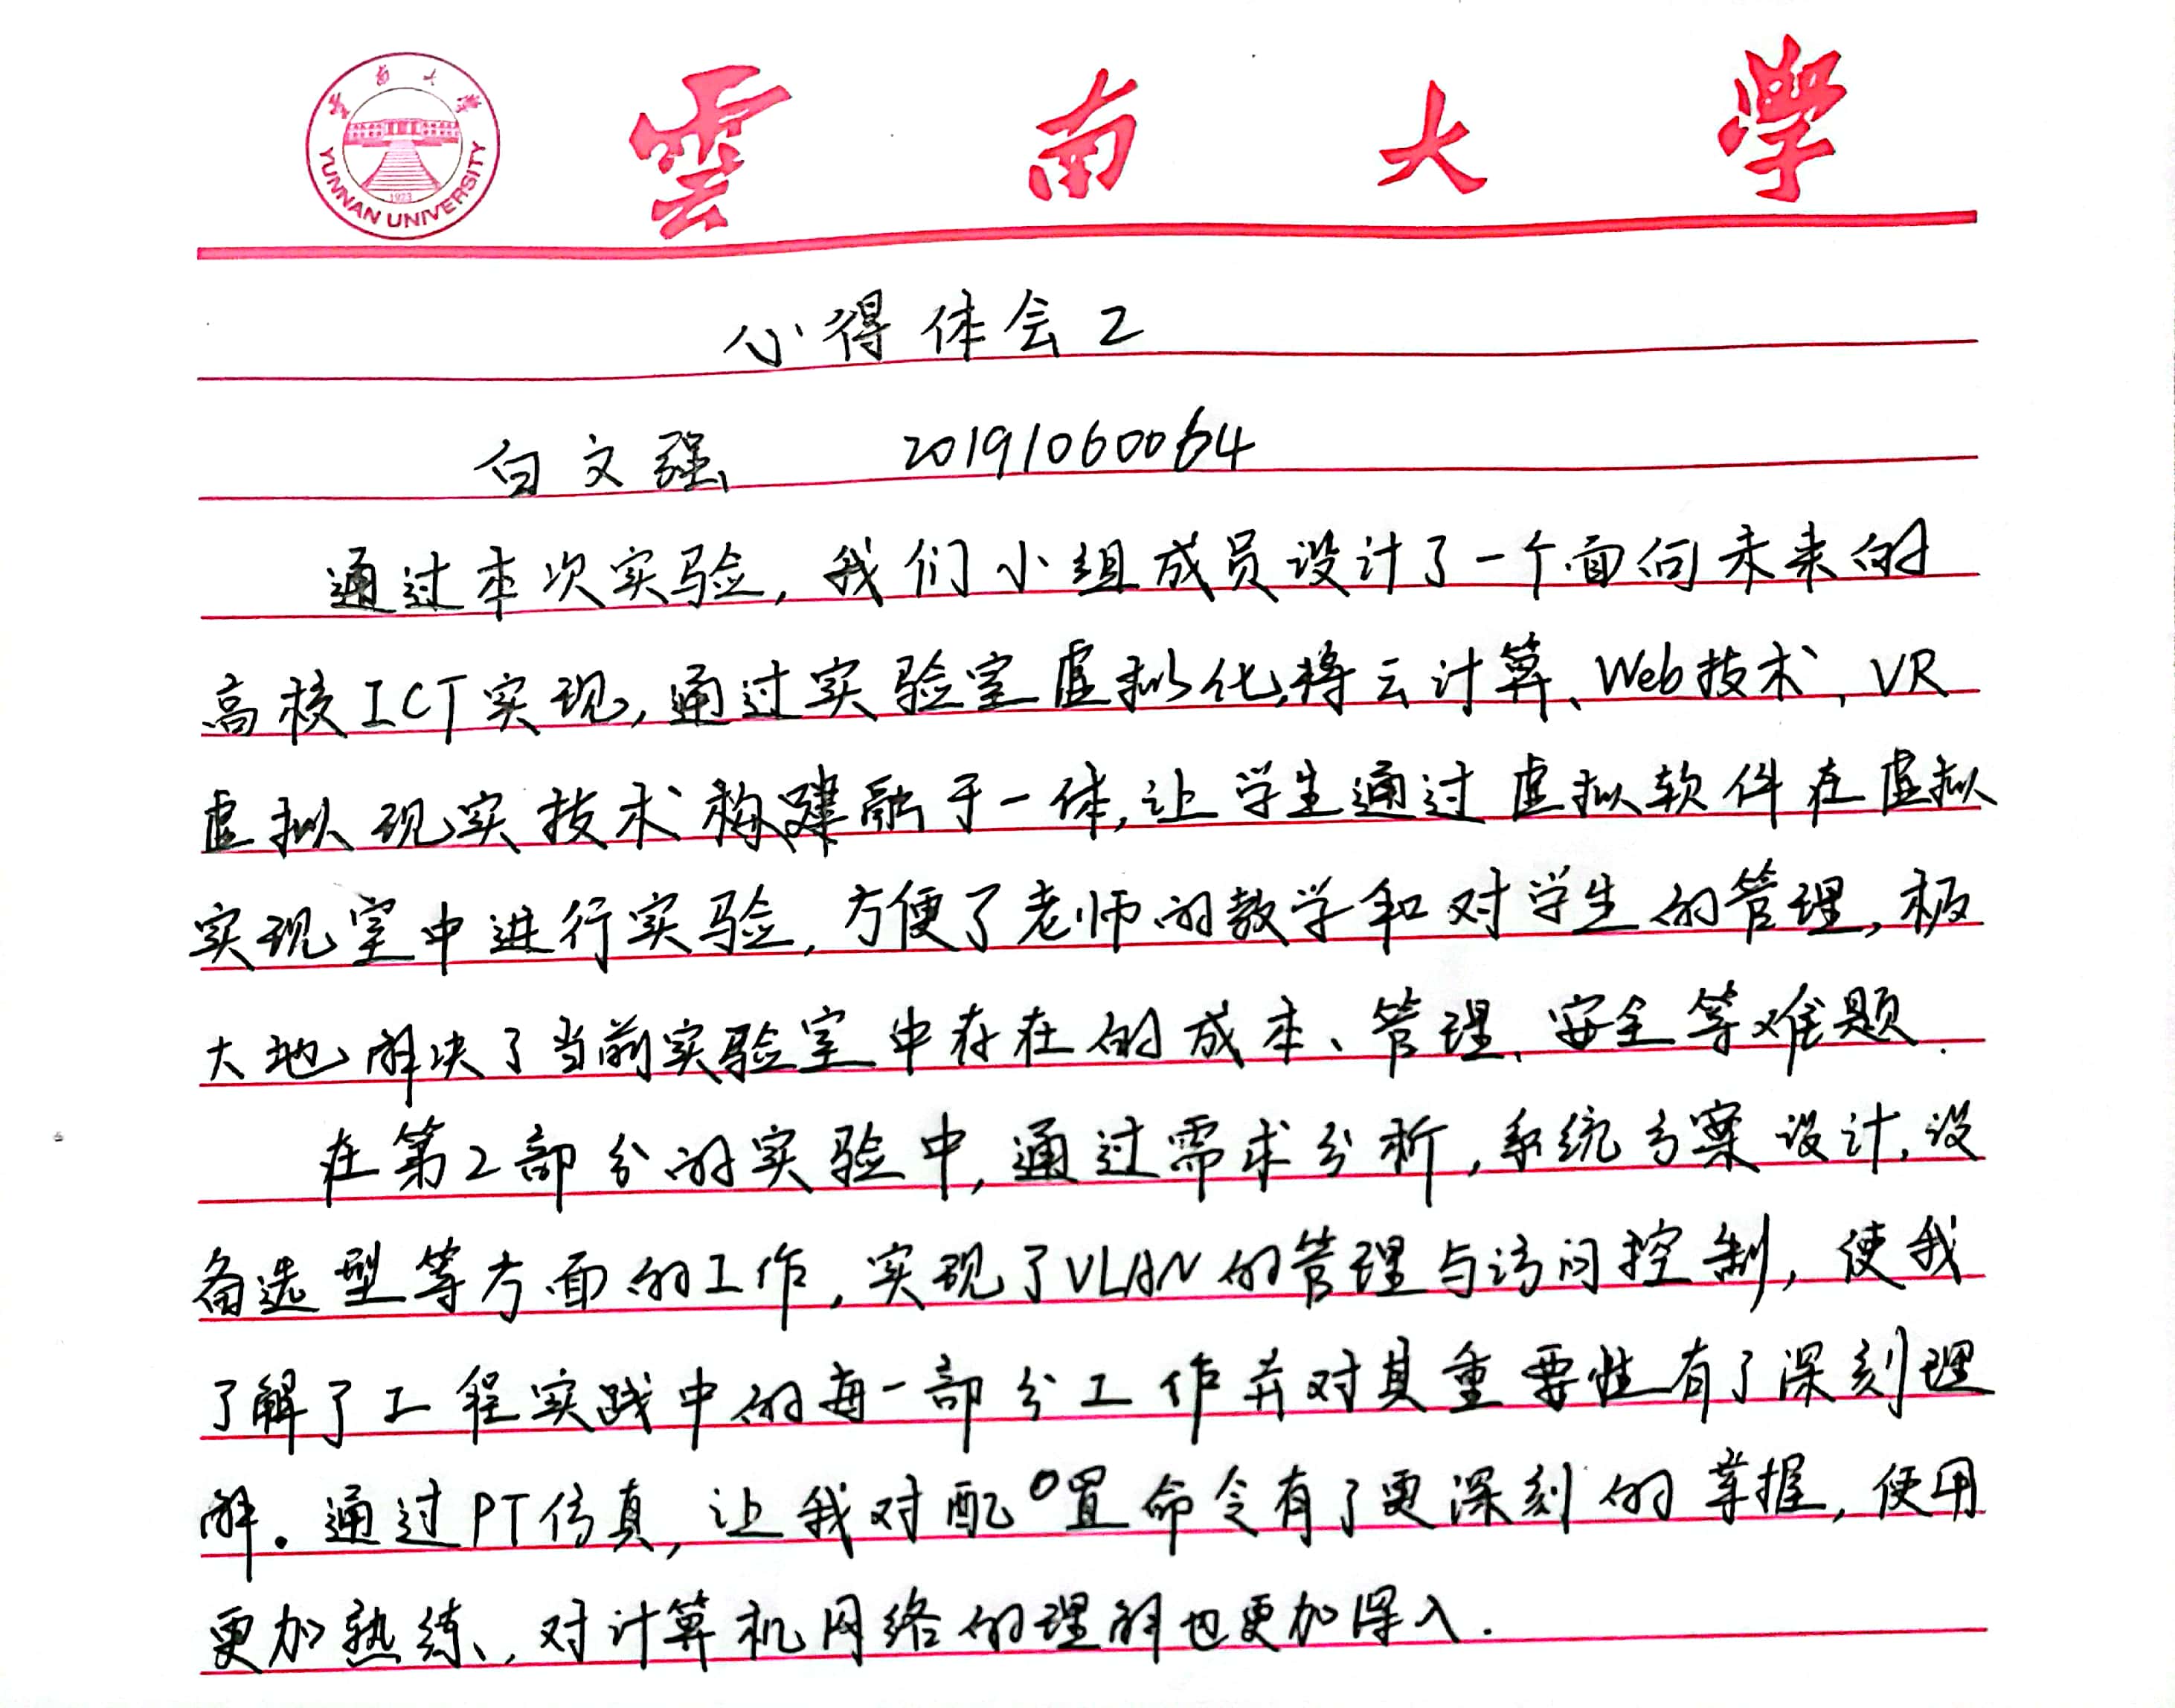 雲南大學
云南大学
YUNNAN UNIVERSITY
1923
心得体会2
白文强 20191060064
通过本次实验,我们小组成员设计了一个面向未来的
高校ICT实现,通过实验室虚拟化,将云计算、Web技术,VR
虚拟现实技术构建融于一体,让学生通过虚拟软件在虚拟
实现室中进行实验,方便了老师的教学和对学生的管理,极
大地解决了当前实验室中存在的成本、管理、安全等难题.
在第2部分的实验中,通过需求分析,系统方案设计,设
备选型等方面的工作,实现了VLAN的管理与访问控制,使我
了解了工程实践中的每一部分工作并对其重要性有了深刻理
解。通过PT仿真,让我对配置命令有了更深刻的掌握,使用
更加熟练,对计算机网络的理解也更加深入.